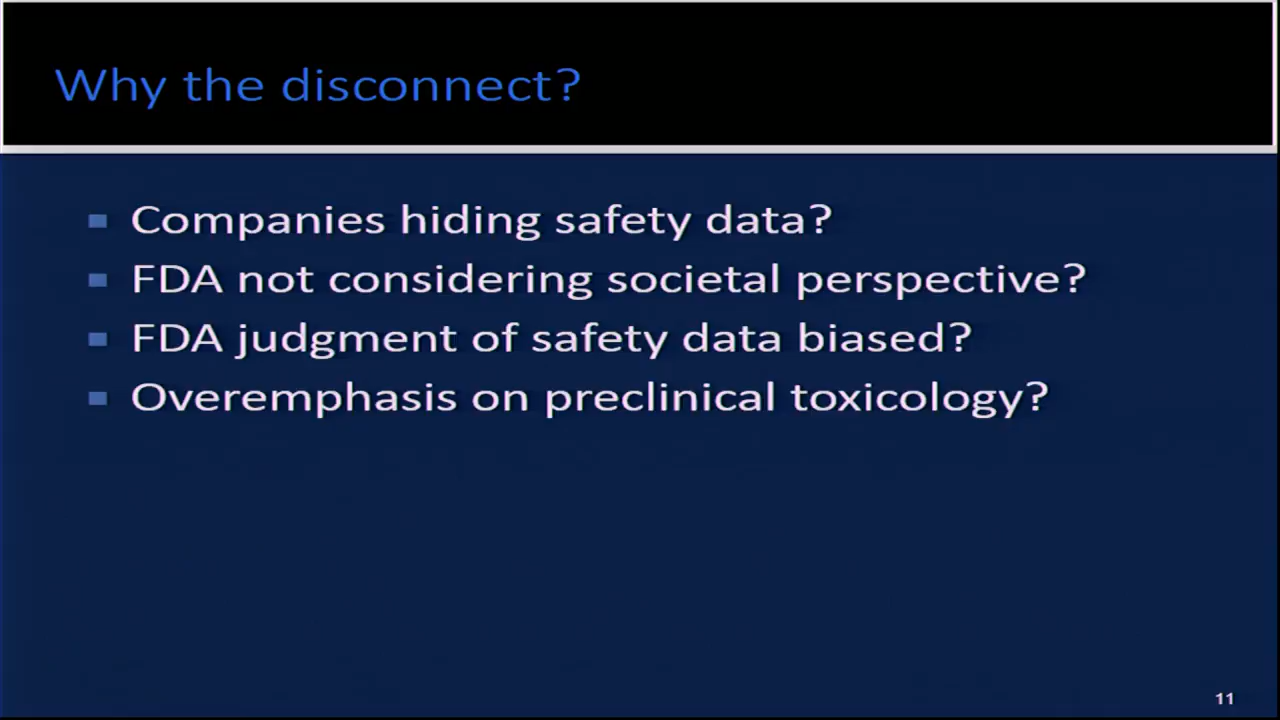 Why the disconnect?
Companies hiding safety data?
FDA not considering societal perspective?
FDA judgment of safety data biased?
Overemphasis on preclinical toxicology?
11